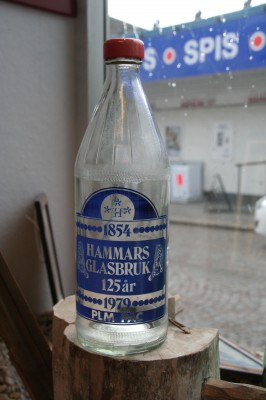 S SPIS
H
1854
HAMMARS
GLASBRUK
125 år
1979
PLM